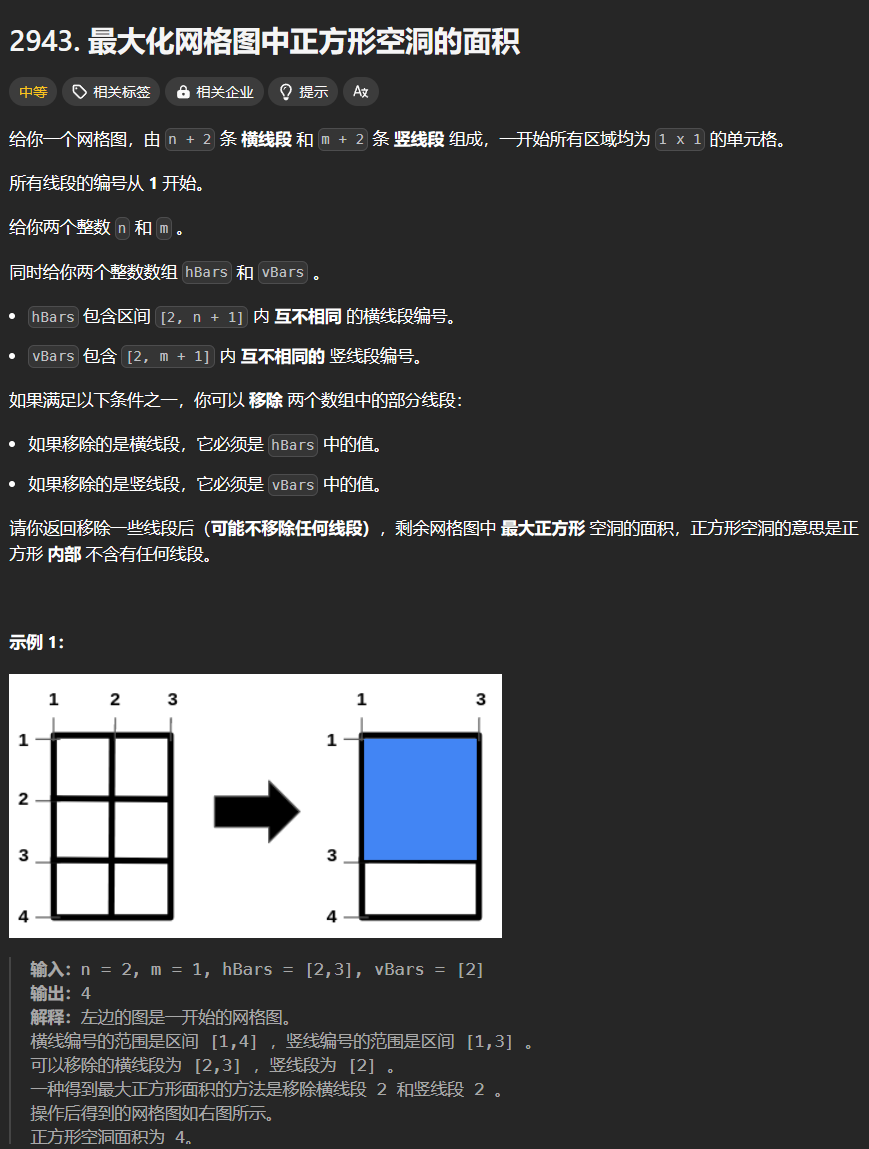 2943. 最大化网格图中正方形空洞的面积
中等 相关标签 相关企业 提示 A文
给你一个网格图，由 n + 2 条 横线段 和 m + 2 条 竖线段 组成，一开始所有区域均为 1 x 1 的单元格。
所有线段的编号从 1 开始。
给你两个整数 n 和 m 。
同时给你两个整数数组 hBars 和 vBars 。
• hBars 包含区间 [2, n + 1] 内 互不相同 的横线段编号。
• vBars 包含 [2, m + 1] 内 互不相同的 竖线段编号。
如果满足以下条件之一，你可以 移除 两个数组中的部分线段：
• 如果移除的是横线段，它必须是 hBars 中的值。
• 如果移除的是竖线段，它必须是 vBars 中的值。
请你返回移除一些线段后（可能不移除任何线段），剩余网格图中 最大正方形 空洞的面积，正方形空洞的意思是正
方形 内部 不含有任何线段。
示例 1：
1 2 3 1 3
1 1
2
3 3
4 4
输入：n = 2, m = 1, hBars = [2,3], vBars = [2]
输出：4
解释：左边的图是一开始的网格图。
横线编号的范围是区间 [1,4] ，竖线编号的范围是区间 [1,3] 。
可以移除的横线段为 [2,3] ，竖线段为 [2] 。
一种得到最大正方形面积的方法是移除横线段 2 和竖线段 2 。
操作后得到的网格图如右图所示。
正方形空洞面积为 4。